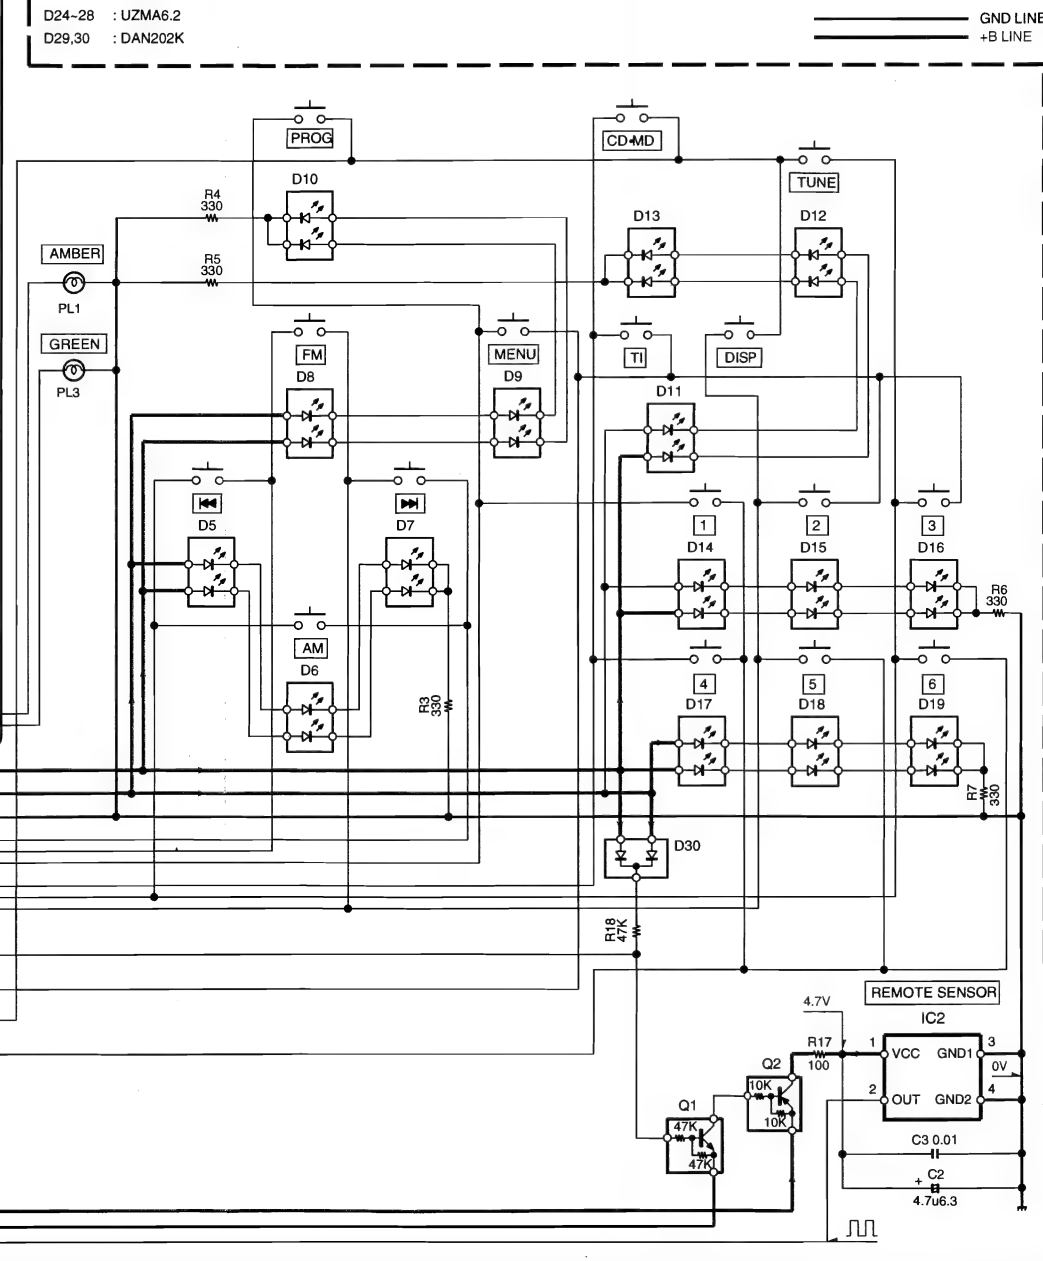 D24~28 : UZMA6.2
D29,30 : DAN202K
GND LINE
+B LINE
PROG
CD•MD
TUNE
D10
R4
330
D13
D12
AMBER
R5
330
PL1
GREEN
FM
MENU
TI
DISP
PL3
D8
D9
D11
D5
D7
1
2
3
D14
D15
D16
R6
330
AM
D6
4
5
6
R3
330
D17
D18
D19
R7
330
D30
R18
47K
REMOTE SENSOR
4.7V
IC2
R17
100
1
VCC
GND1
3
0V
Q2
2
OUT
GND2
4
10K
10K
Q1
47K
47K
C3 0.01
+ C2
4.7u6.3